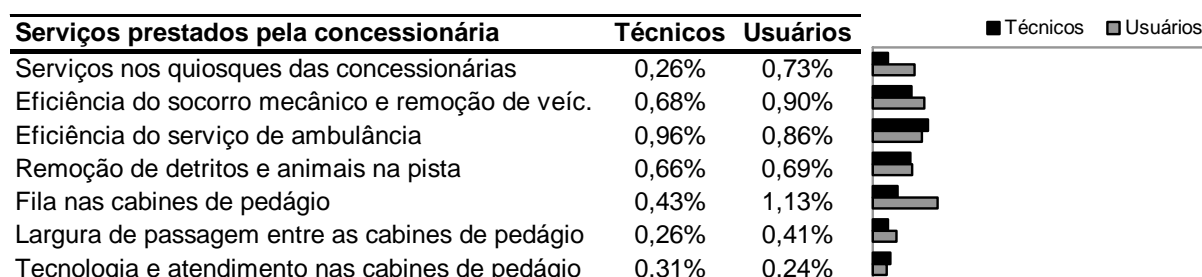 Serviços prestados pela concessionária Técnicos Usuários
Técnicos Usuários
Serviços nos quiosques das concessionárias 0,26% 0,73%
Eficiência do socorro mecânico e remoção de veíc. 0,68% 0,90%
Eficiência do serviço de ambulância 0,96% 0,86%
Remoção de detritos e animais na pista 0,66% 0,69%
Fila nas cabines de pedágio 0,43% 1,13%
Largura de passagem entre as cabines de pedágio 0,26% 0,41%
Tecnologia e atendimento nas cabines de pedágio 0,31% 0,24%